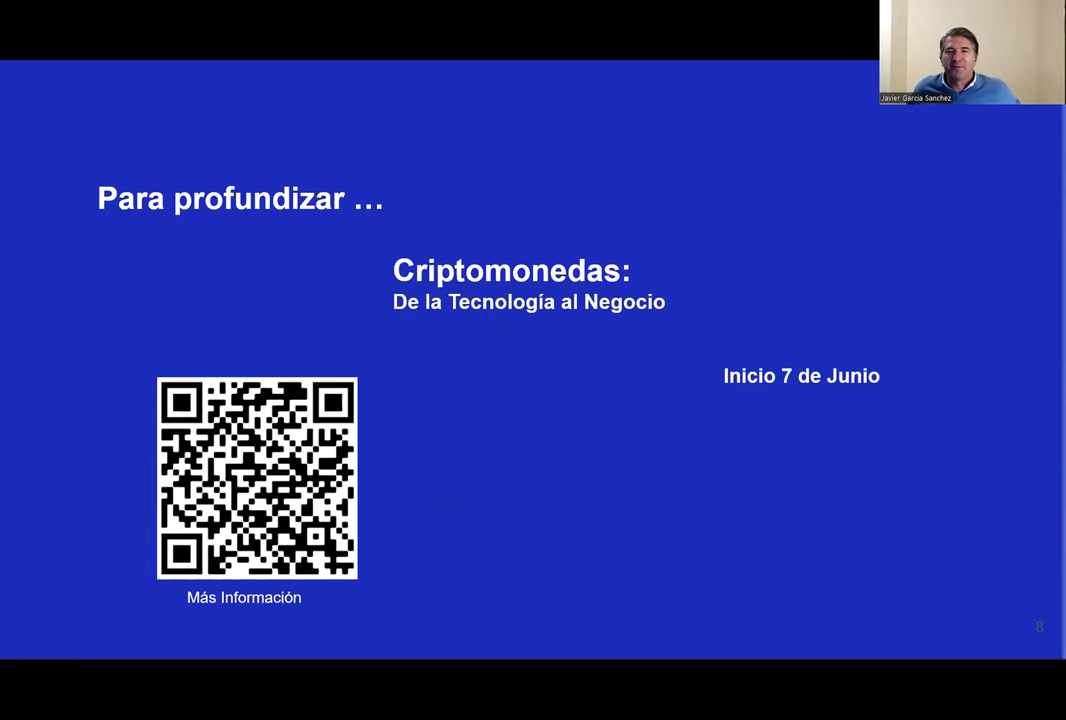 Javier Garcia Sanchez
Para profundizar ...
Criptomonedas:
De la Tecnología al Negocio
Inicio 7 de Junio
Más Información
8